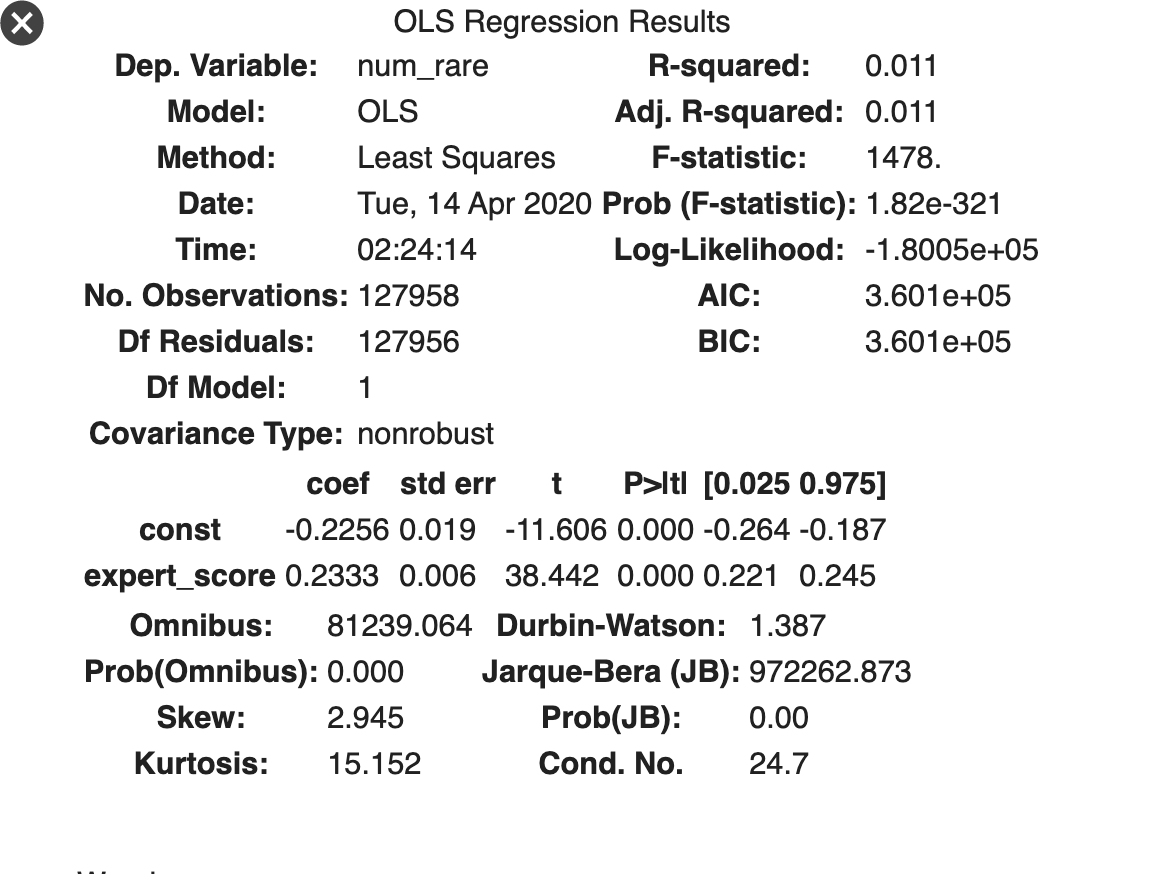 OLS Regression Results
Dep. Variable: num_rare R-squared: 0.011
Model: OLS Adj. R-squared: 0.011
Method: Least Squares F-statistic: 1478.
Date: Tue, 14 Apr 2020 Prob (F-statistic): 1.82e-321
Time: 02:24:14 Log-Likelihood: -1.8005e+05
No. Observations: 127958 AIC: 3.601e+05
Df Residuals: 127956 BIC: 3.601e+05
Df Model: 1
Covariance Type: nonrobust
coef std err t P>|t| [0.025 0.975]
const -0.2256 0.019 -11.606 0.000 -0.264 -0.187
expert_score 0.2333 0.006 38.442 0.000 0.221 0.245
Omnibus: 81239.064 Durbin-Watson: 1.387
Prob(Omnibus): 0.000 Jarque-Bera (JB): 972262.873
Skew: 2.945 Prob(JB): 0.00
Kurtosis: 15.152 Cond. No. 24.7